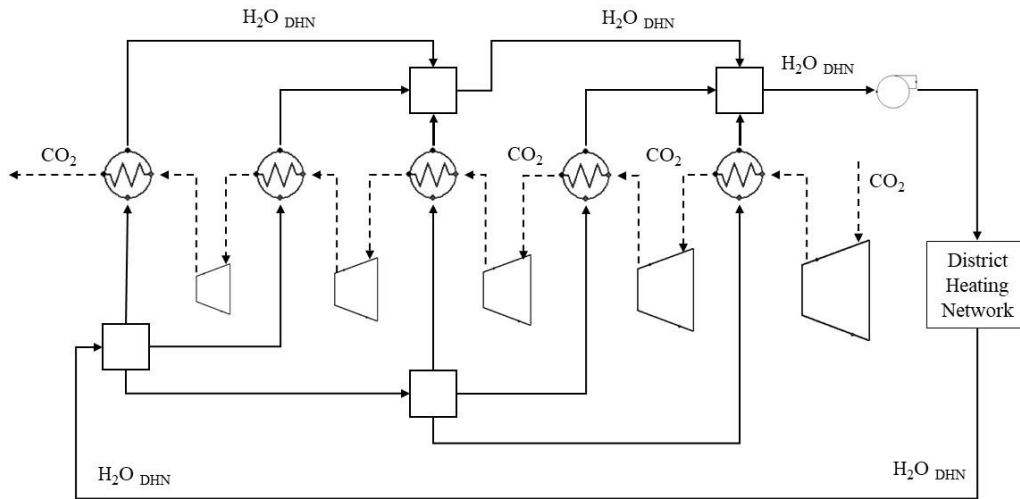 H₂O DHN
H₂O DHN
H₂O DHN
CO₂
CO₂
CO₂
CO₂
District
Heating
Network
H₂O DHN
H₂O DHN